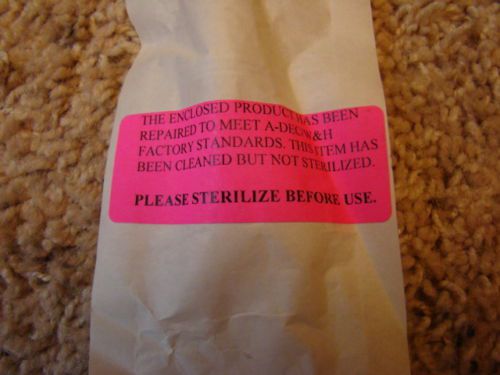 THE ENCLOSED PRODUCT HAS BEEN
REPAIRED TO MEET A-DEC/W&H
FACTORY STANDARDS. THIS ITEM HAS
BEEN CLEANED BUT NOT STERILIZED.
PLEASE STERILIZE BEFORE USE.